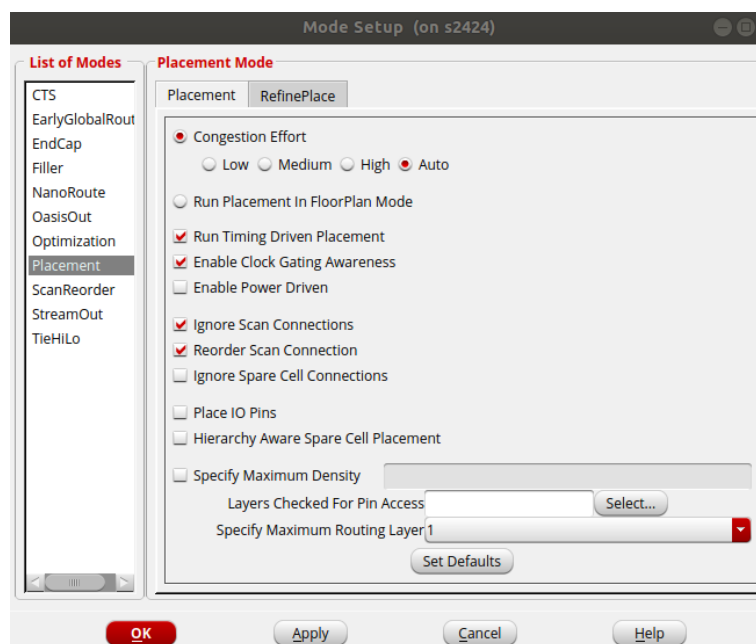 Mode Setup (on s2424)
List of Modes
CTS
EarlyGlobalRout
EndCap
Filler
NanoRoute
OasisOut
Optimization
Placement
ScanReorder
StreamOut
TieHiLo
Placement Mode
Placement RefinePlace
Congestion Effort
Low Medium High Auto
Run Placement In FloorPlan Mode
Run Timing Driven Placement
Enable Clock Gating Awareness
Enable Power Driven
Ignore Scan Connections
Reorder Scan Connection
Ignore Spare Cell Connections
Place IO Pins
Hierarchy Aware Spare Cell Placement
Specify Maximum Density
Layers Checked For Pin Access Select...
Specify Maximum Routing Layer 1
Set Defaults
OK Apply Cancel Help